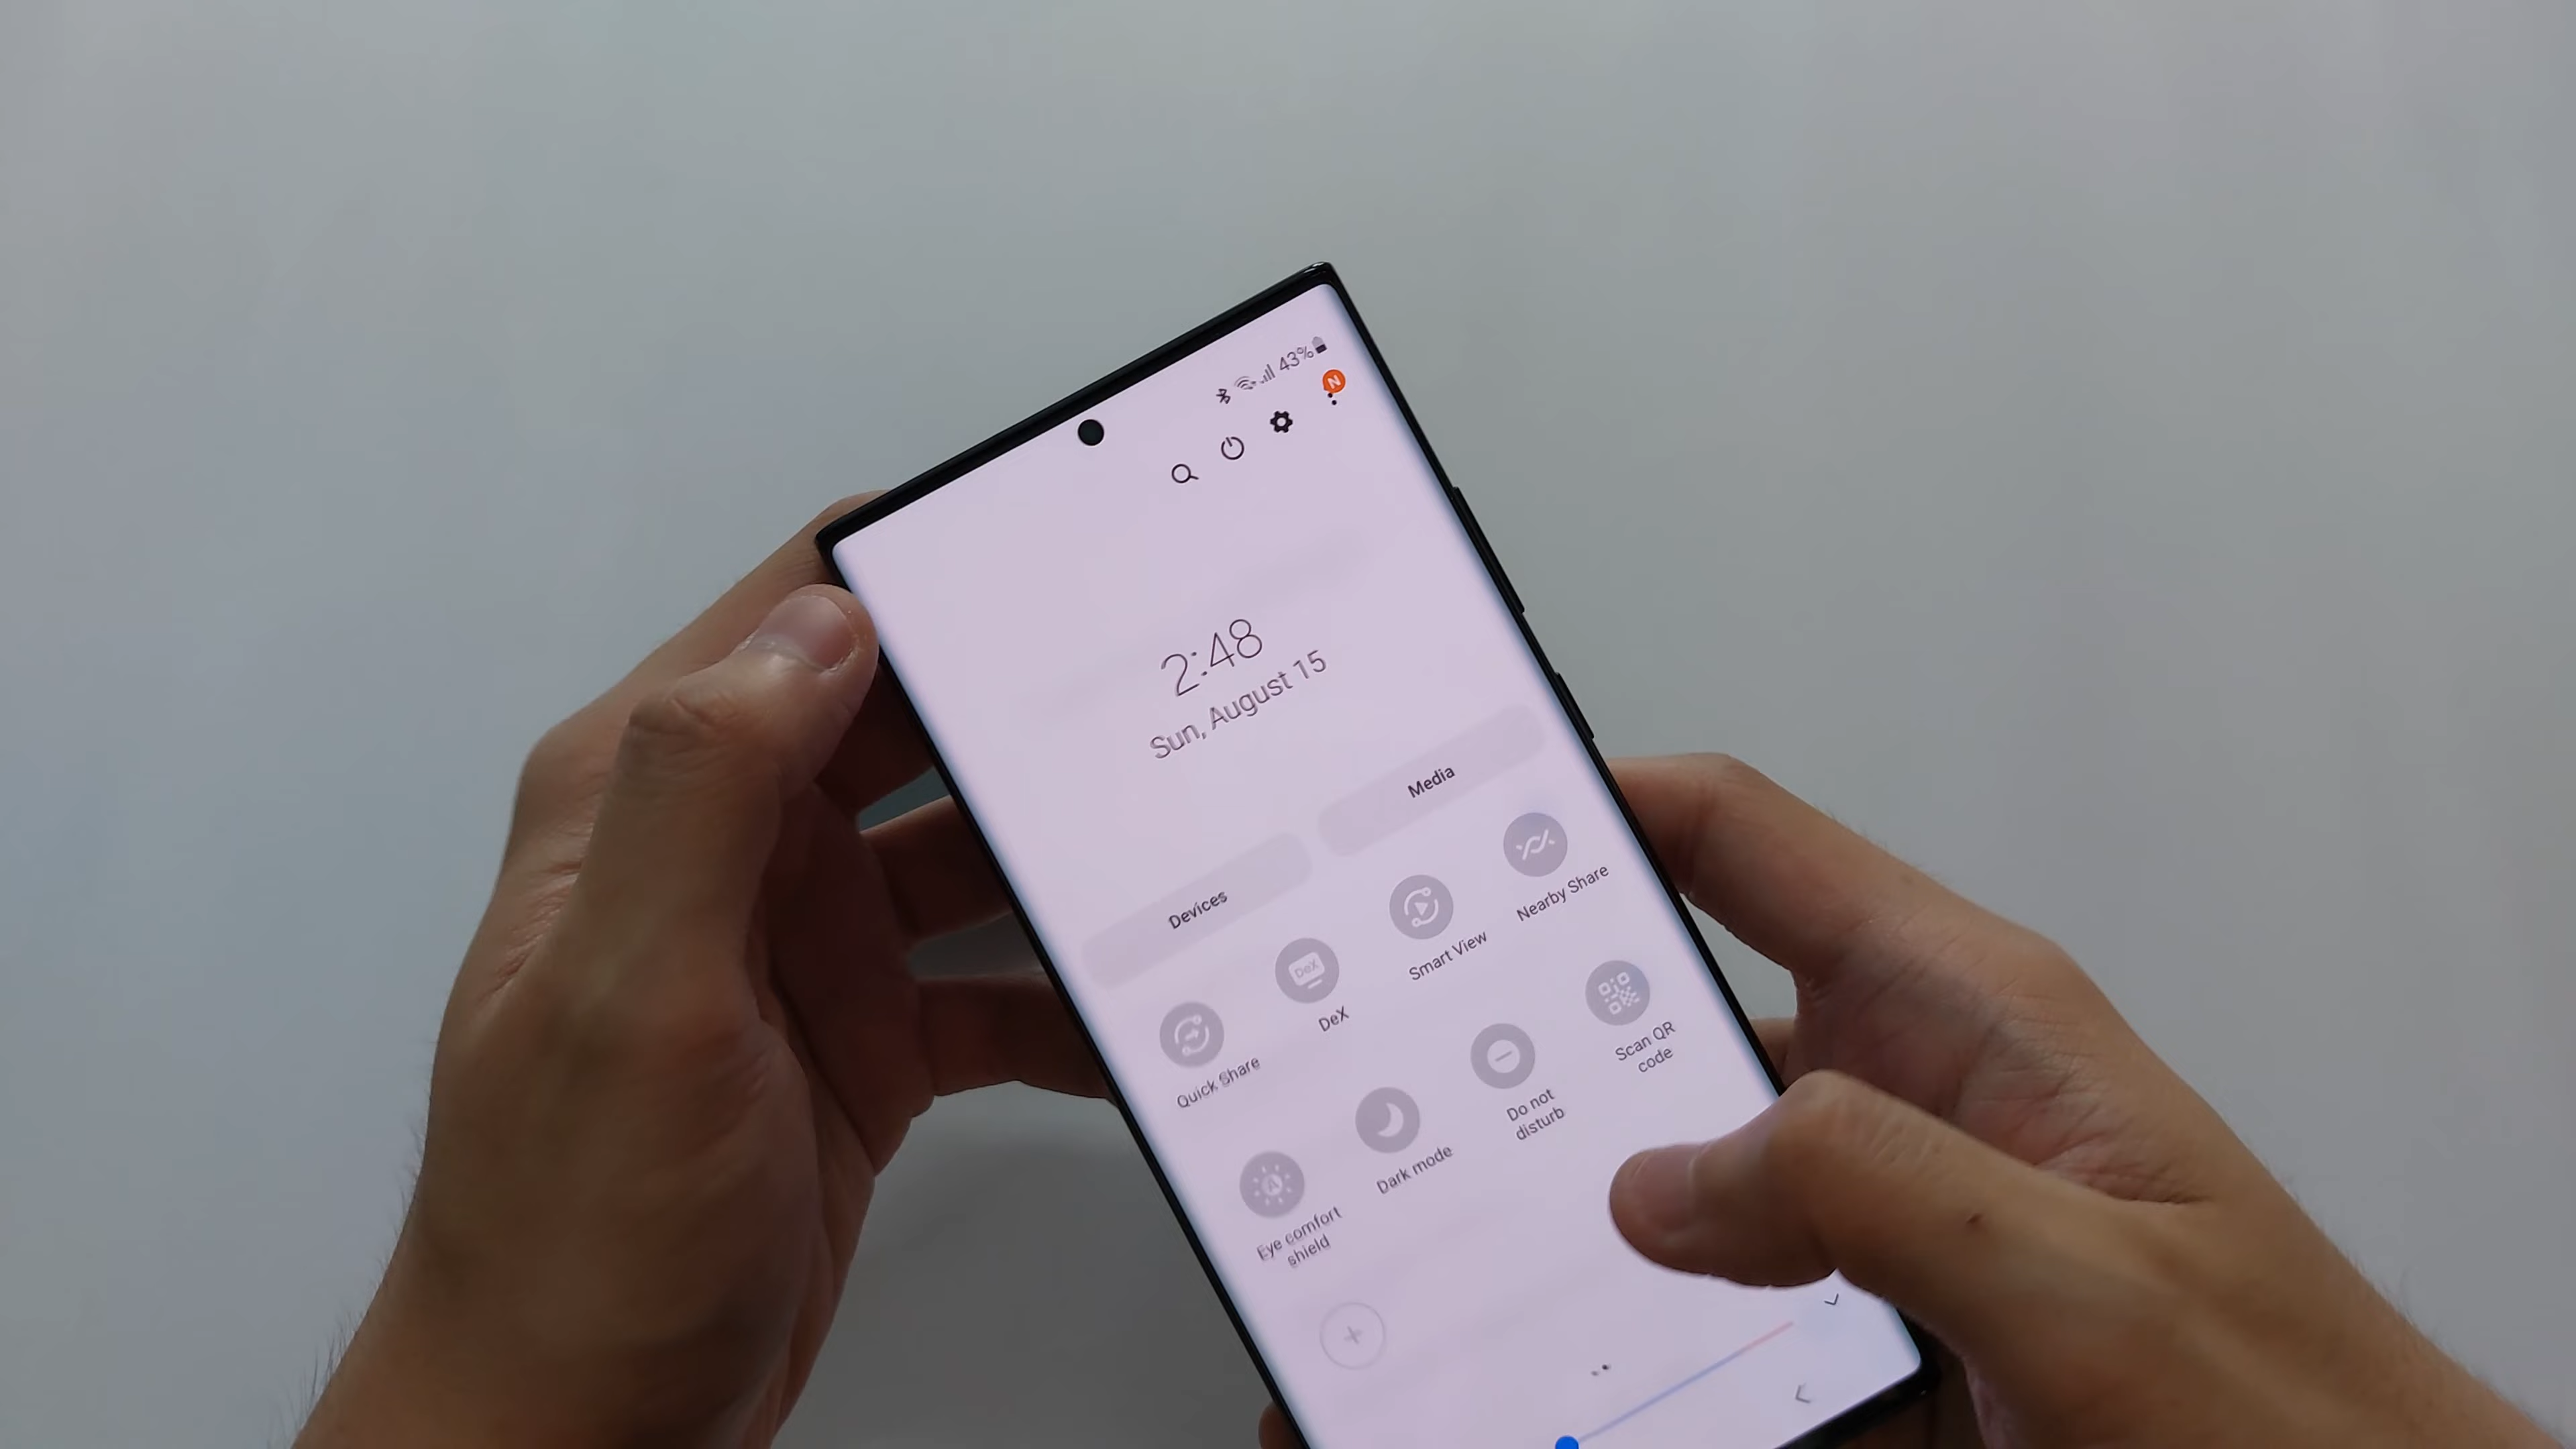 43%
N
2:48
Sun, August 15
Devices
Media
Quick Share
DeX
DeX
Smart View
Nearby Share
Eye comfort
shield
Dark mode
Do not
disturb
Scan QR
code